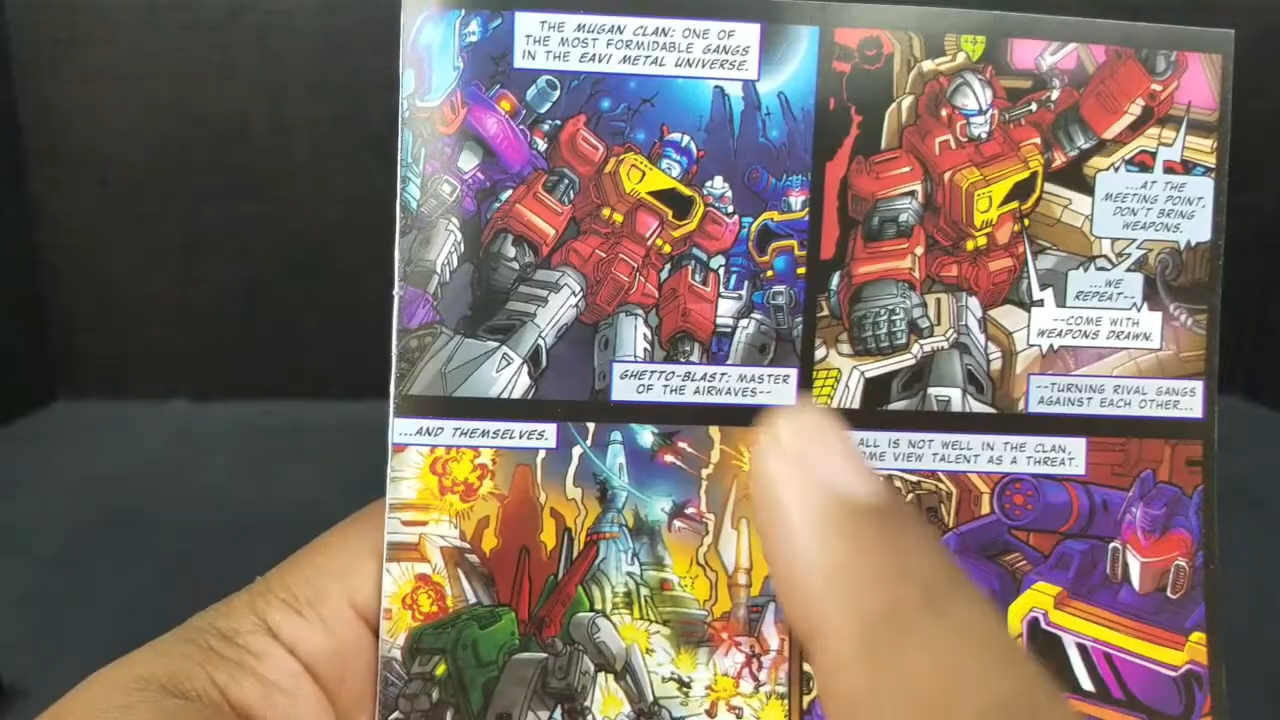 THE MUGAN CLAN: ONE OF
THE MOST FORMIDABLE GANGS
IN THE EAVI METAL UNIVERSE.
GHETTO-BLAST: MASTER
OF THE AIRWAVES--
...AT THE
MEETING POINT,
DON'T BRING
WEAPONS.
...WE
REPEAT--
--COME WITH
WEAPONS DRAWN.
--TURNING RIVAL GANGS
AGAINST EACH OTHER...
...AND THEMSELVES.
ALL IS NOT WELL IN THE CLAN,
VIEW TALENT AS A THREAT.